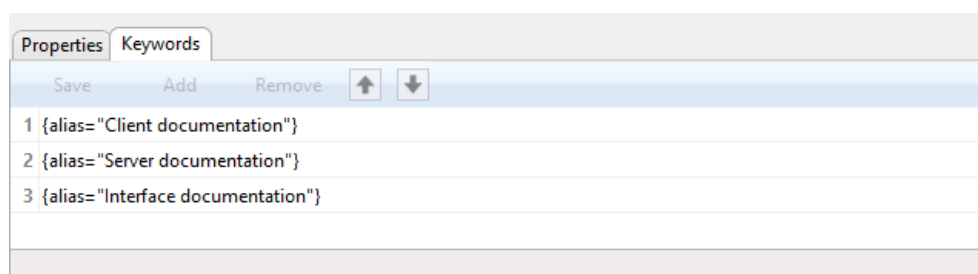 Properties Keywords
Save Add Remove
1 {alias="Client documentation"}
2 {alias="Server documentation"}
3 {alias="Interface documentation"}